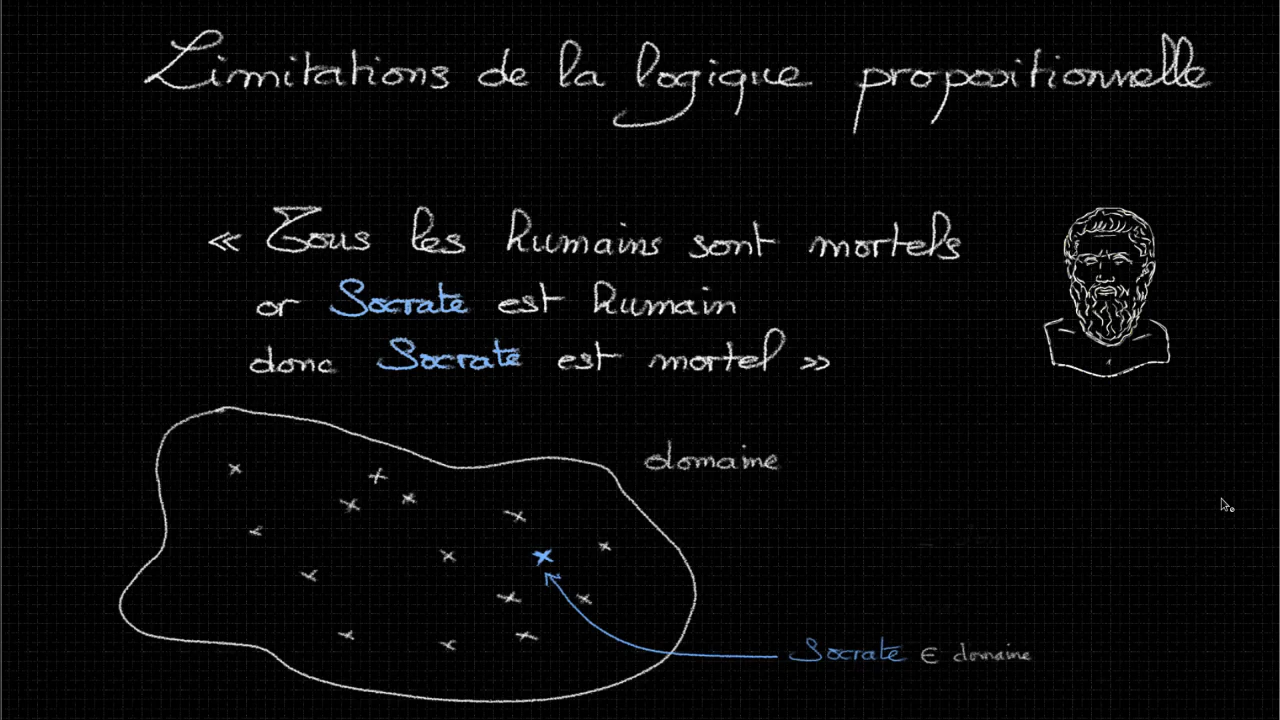 Limitations de la logique propositionnelle
« Tous les humains sont mortels
or Socrate est humain
donc Socrate est mortel »
domaine
Socrate ∈ domaine